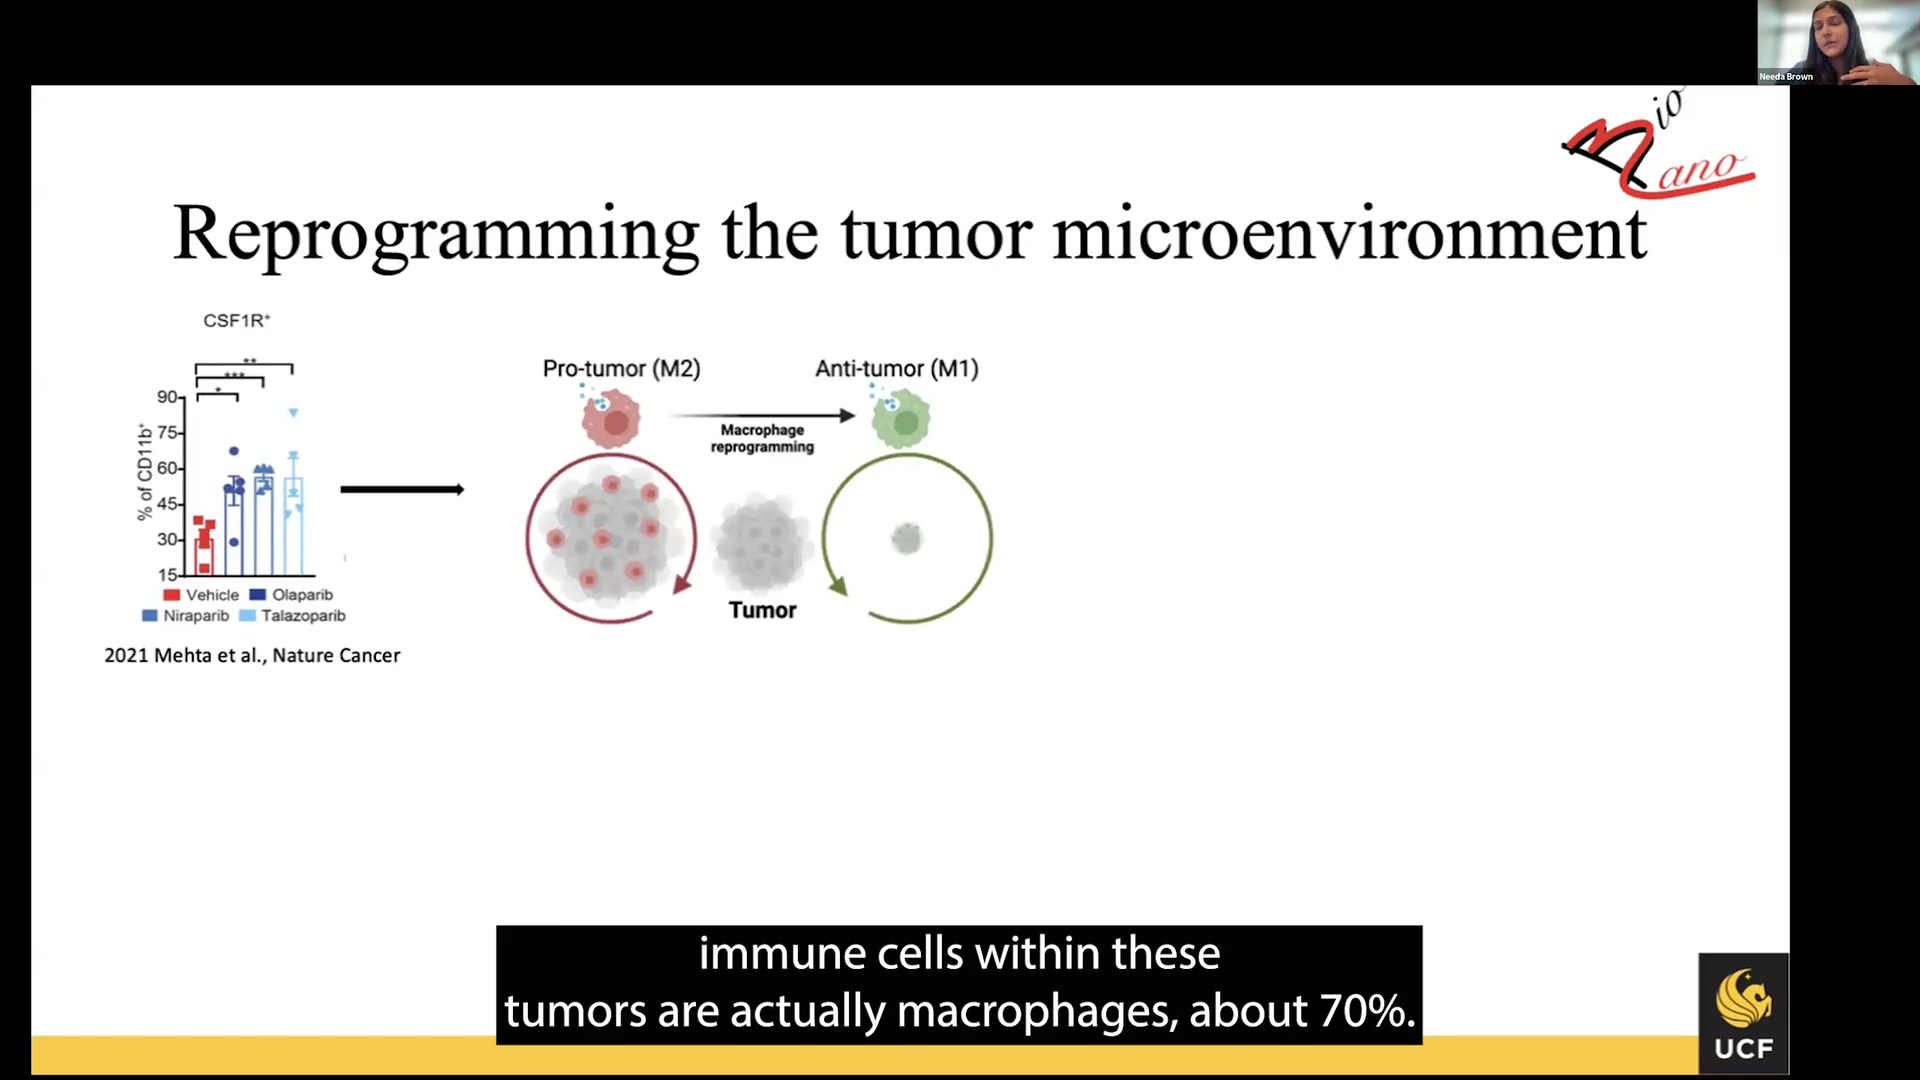 Needa Brown
io
ano
Reprogramming the tumor microenvironment
CSF1R⁺
**
***
*
90
75
60
45
30
15
% of CD11b⁺
Vehicle Olaparib
Niraparib Talazoparib
2021 Mehta et al., Nature Cancer
Pro-tumor (M2)
Anti-tumor (M1)
Macrophage
reprogramming
Tumor
immune cells within these
tumors are actually macrophages, about 70%.
UCF